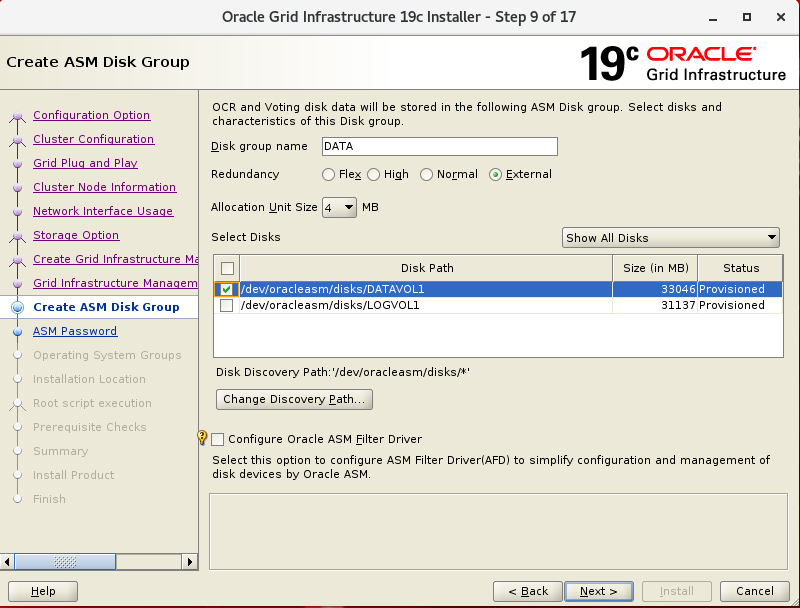 Oracle Grid Infrastructure 19c Installer - Step 9 of 17
Create ASM Disk Group
19c ORACLE
Grid Infrastructure
Configuration Option
Cluster Configuration
Grid Plug and Play
Cluster Node Information
Network Interface Usage
Storage Option
Create Grid Infrastructure Ma
Grid Infrastructure Managem
Create ASM Disk Group
ASM Password
Operating System Groups
Installation Location
Root script execution
Prerequisite Checks
Summary
Install Product
Finish
OCR and Voting disk data will be stored in the following ASM Disk group. Select disks and
characteristics of this Disk group.
Disk group name DATA
Redundancy Flex High Normal External
Allocation Unit Size 4 MB
Select Disks Show All Disks
Disk Path Size (in MB) Status
/dev/oracleasm/disks/DATAVOL1 33046 Provisioned
/dev/oracleasm/disks/LOGVOL1 31137 Provisioned
Disk Discovery Path:'/dev/oracleasm/disks/*'
Change Discovery Path...
Configure Oracle ASM Filter Driver
Select this option to configure ASM Filter Driver(AFD) to simplify configuration and management of
disk devices by Oracle ASM.
Help < Back Next > Install Cancel